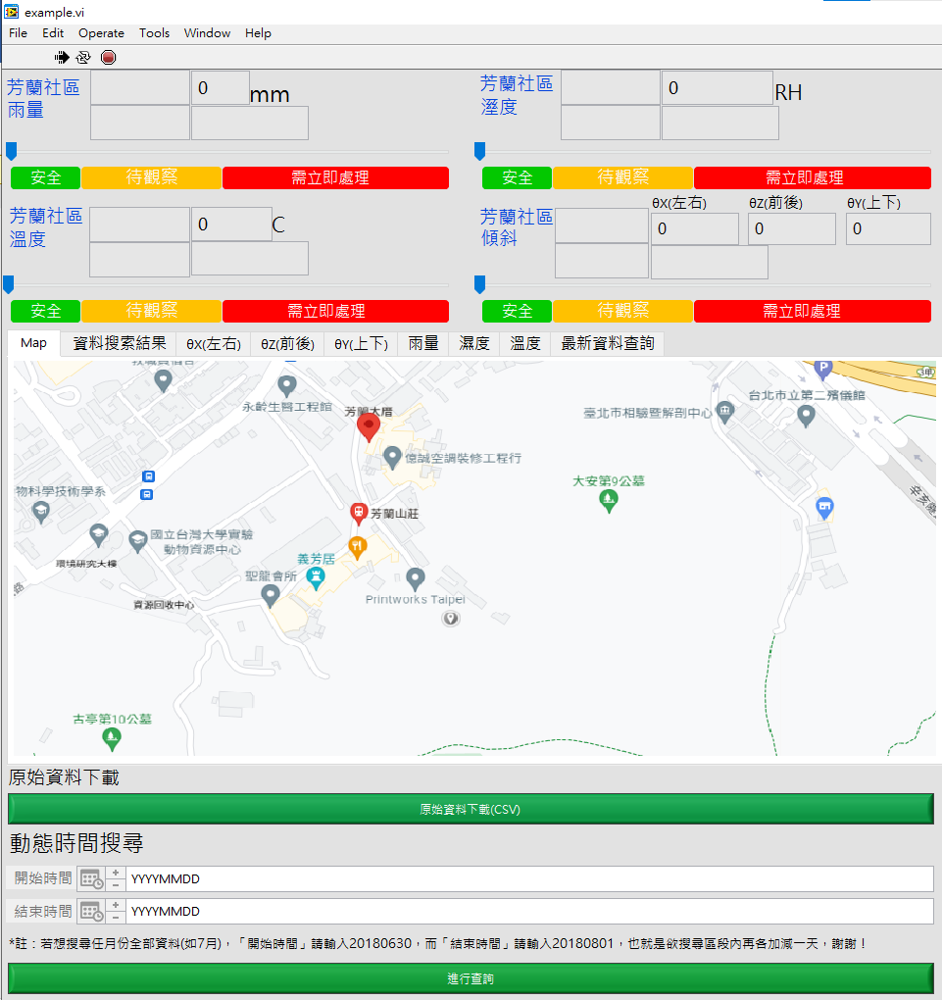 example.vi
File Edit Operate Tools Window Help
芳蘭社區
雨量
0
mm
芳蘭社區
溼度
0
RH
安全 待觀察 需立即處理
安全 待觀察 需立即處理
芳蘭社區
溫度
0
C
芳蘭社區
傾斜
θX(左右) θZ(前後) θY(上下)
0 0 0
安全 待觀察 需立即處理
安全 待觀察 需立即處理
Map 資料搜索結果 θX(左右) θZ(前後) θY(上下) 雨量 濕度 溫度 最新資料查詢
P
永齡生醫工程館
芳蘭大厝
臺北市相驗暨解剖中心
台北市立第二殯儀館
億誠空調裝修工程行
大安第9公墓
物科學技術學系
芳蘭山莊
國立台灣大學實驗
動物資源中心
環境研究大樓
義芳居
聖龍會所
資源回收中心
Printworks Taipei
古亭第10公墓
原始資料下載
原始資料下載(CSV)
動態時間搜尋
開始時間 YYYYMMDD
結束時間 YYYYMMDD
*註：若想搜尋任月份全部資料(如7月)，「開始時間」請輸入20180630，而「結束時間」請輸入20180801，也就是欲搜尋區段內再各加減一天，謝謝！
進行查詢